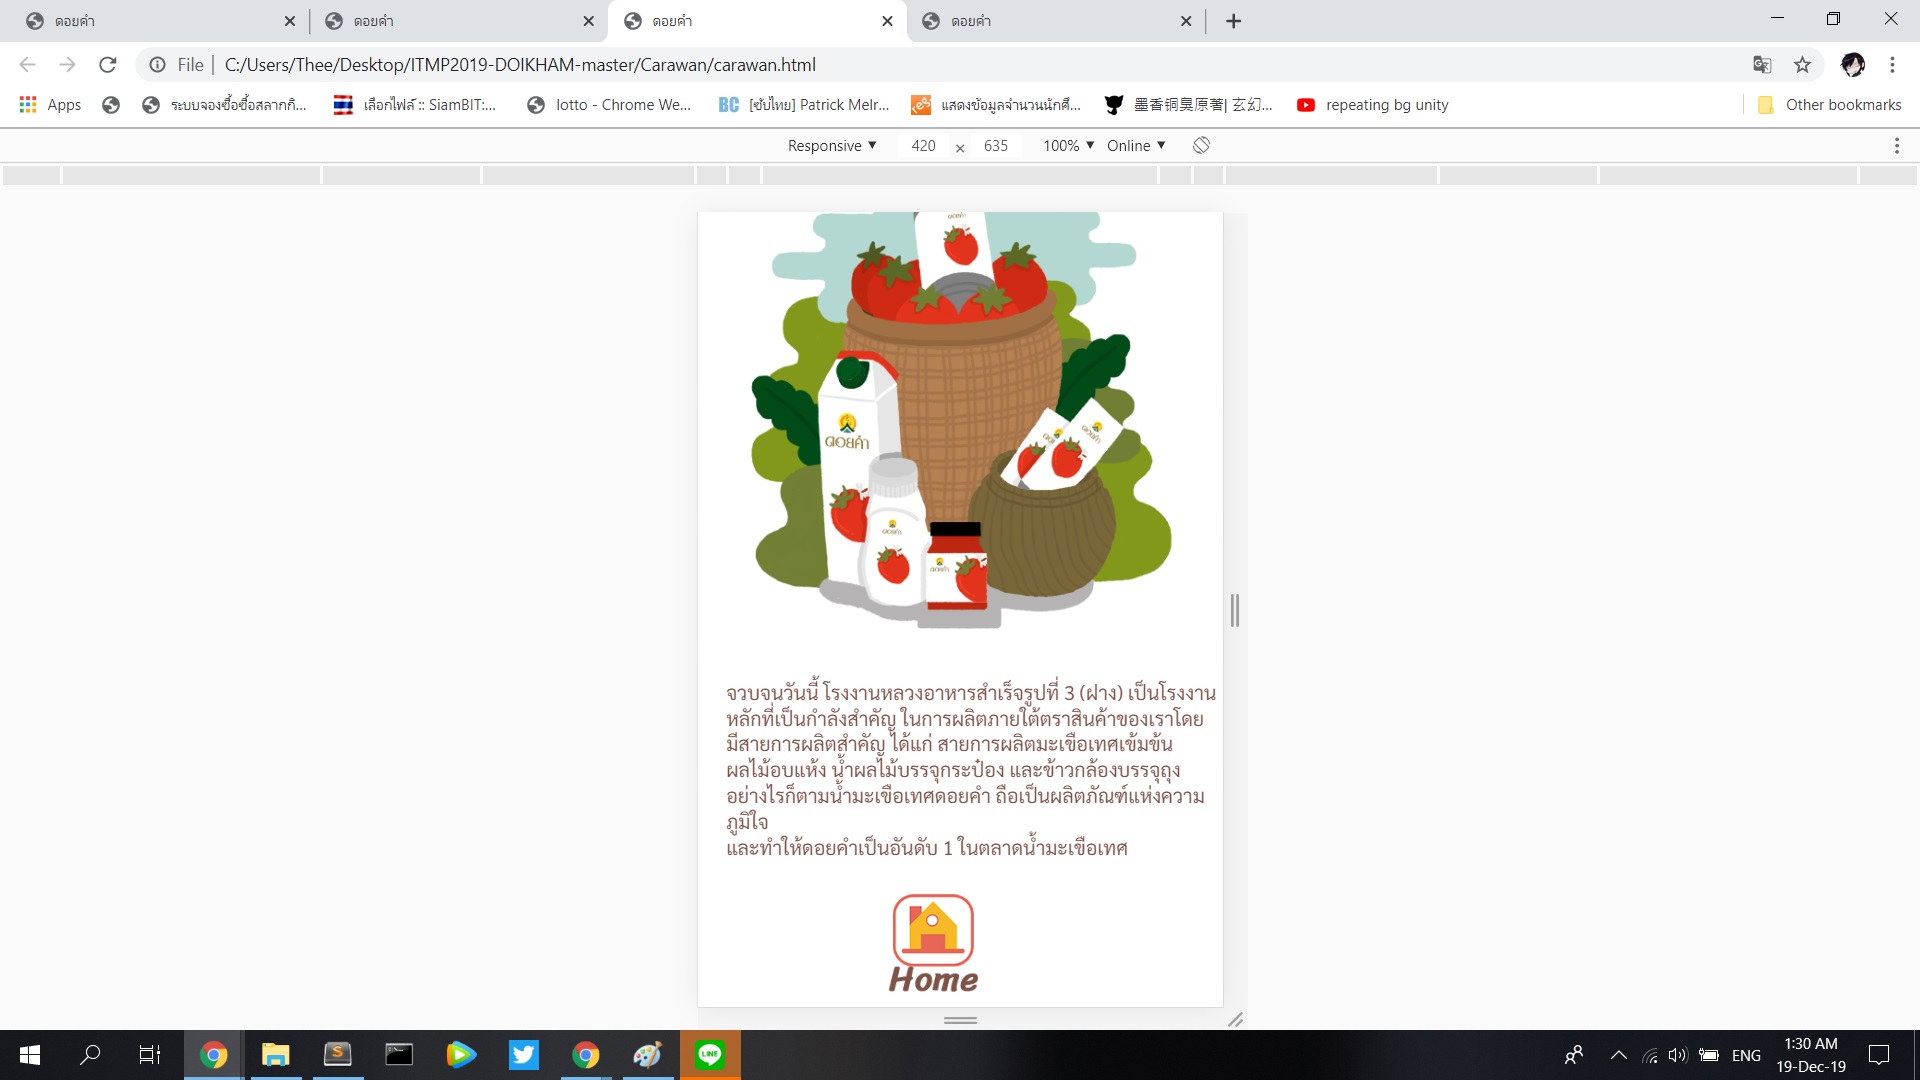 ดอยคำ
ดอยคำ
ดอยคำ
ดอยคำ
File
C:/Users/Thee/Desktop/ITMP2019-DOIKHAM-master/Carawan/carawan.html
Apps
ระบบจองซื้อซื้อสลากกิ...
เลือกไฟล์ :: SiamBIT:...
lotto - Chrome We...
[ซับไทย] Patrick Melr...
แสดงข้อมูลจำนวนนักศึ...
墨香铜臭原著| 玄幻...
repeating bg unity
Other bookmarks
Responsive
420 × 635
100%
Online
ดอยคำ
ดอยคำ
ดอยคำ
จวบจนวันนี้ โรงงานหลวงอาหารสำเร็จรูปที่ 3 (ฝาง) เป็นโรงงาน
หลักที่เป็นกำลังสำคัญ ในการผลิตภายใต้ตราสินค้าของเราโดย
มีสายการผลิตสำคัญ ได้แก่ สายการผลิตมะเขือเทศเข้มข้น
ผลไม้อบแห้ง น้ำผลไม้บรรจุกระป๋อง และข้าวกล้องบรรจุถุง
อย่างไรก็ตามน้ำมะเขือเทศดอยคำ ถือเป็นผลิตภัณฑ์แห่งความ
ภูมิใจ
และทำให้ดอยคำเป็นอันดับ 1 ในตลาดน้ำมะเขือเทศ
Home
LINE
ENG
1:30 AM
19-Dec-19